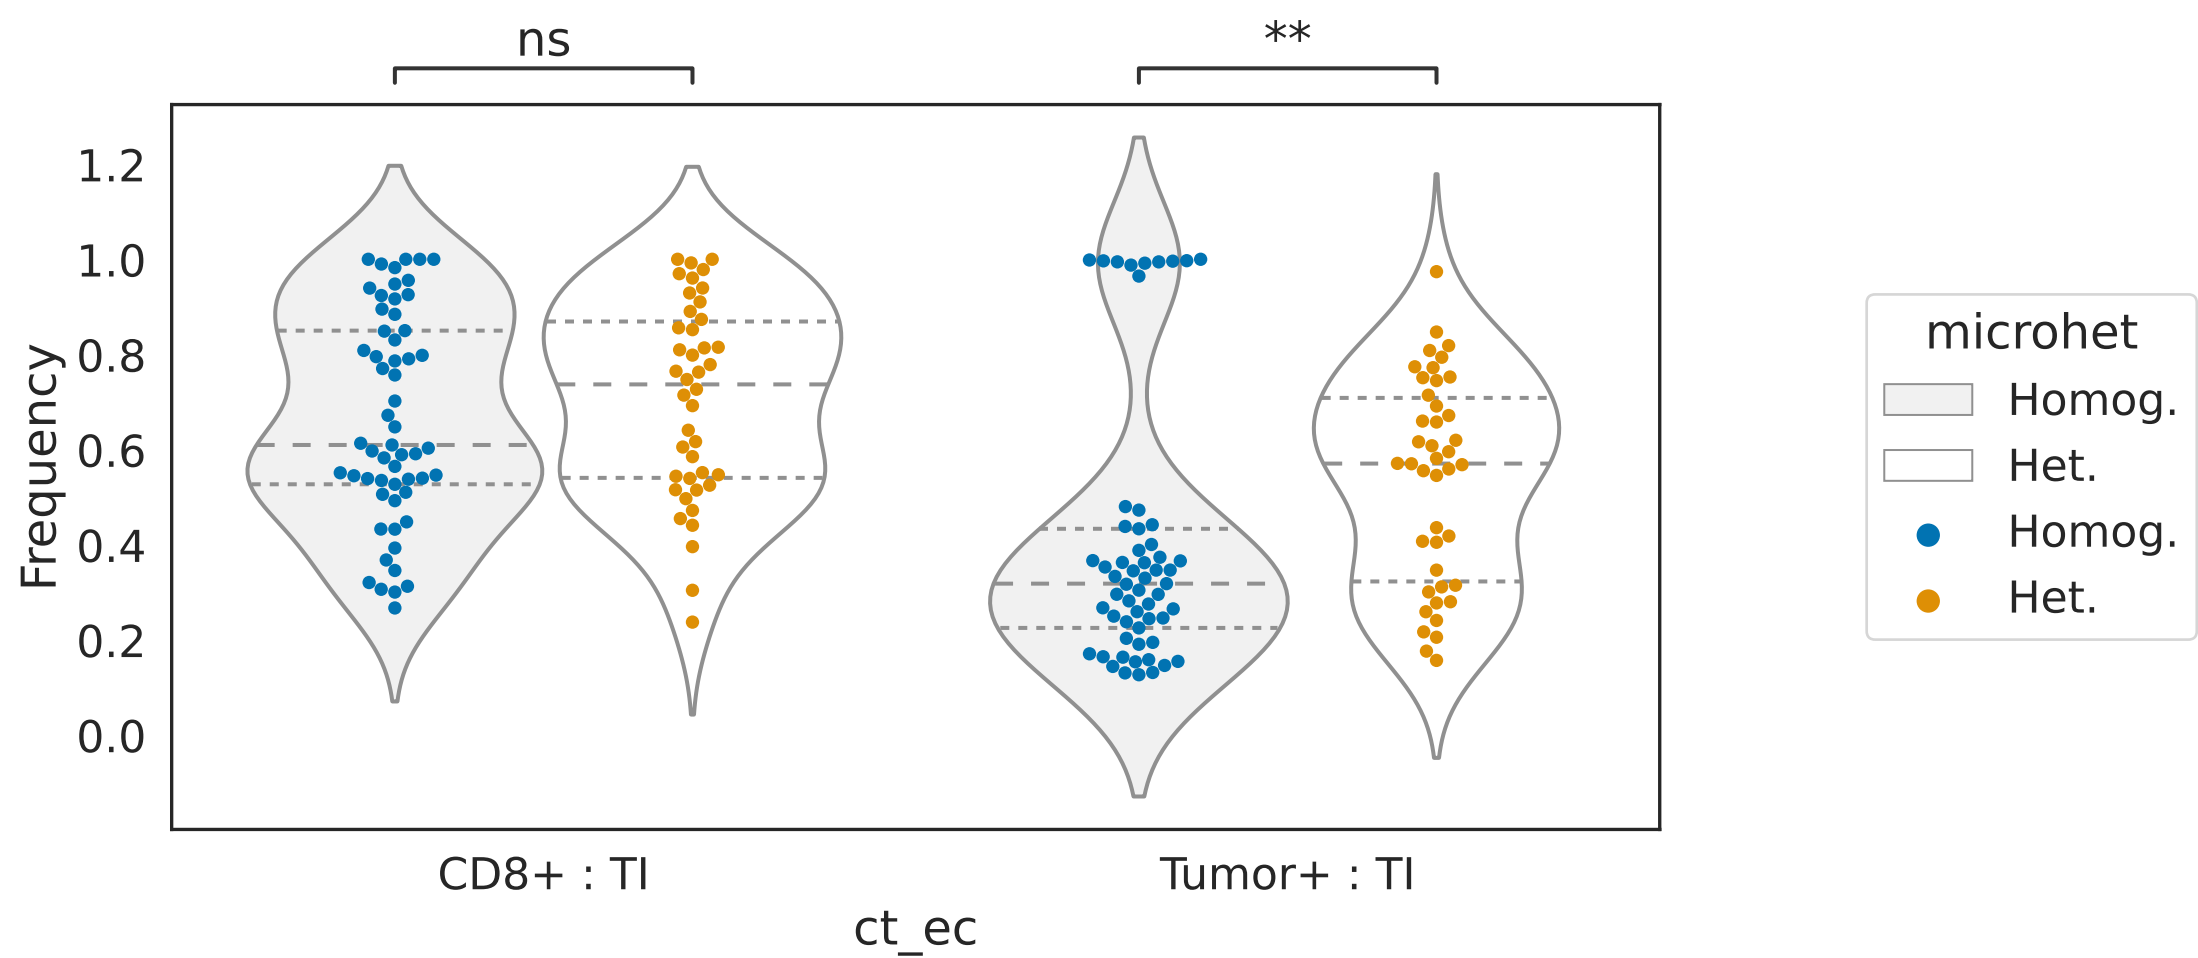 ns
**
1.2
1.0
0.8
0.6
0.4
0.2
0.0
Frequency
CD8+ : TI
Tumor+ : TI
ct_ec
microhet
Homog.
Het.
Homog.
Het.